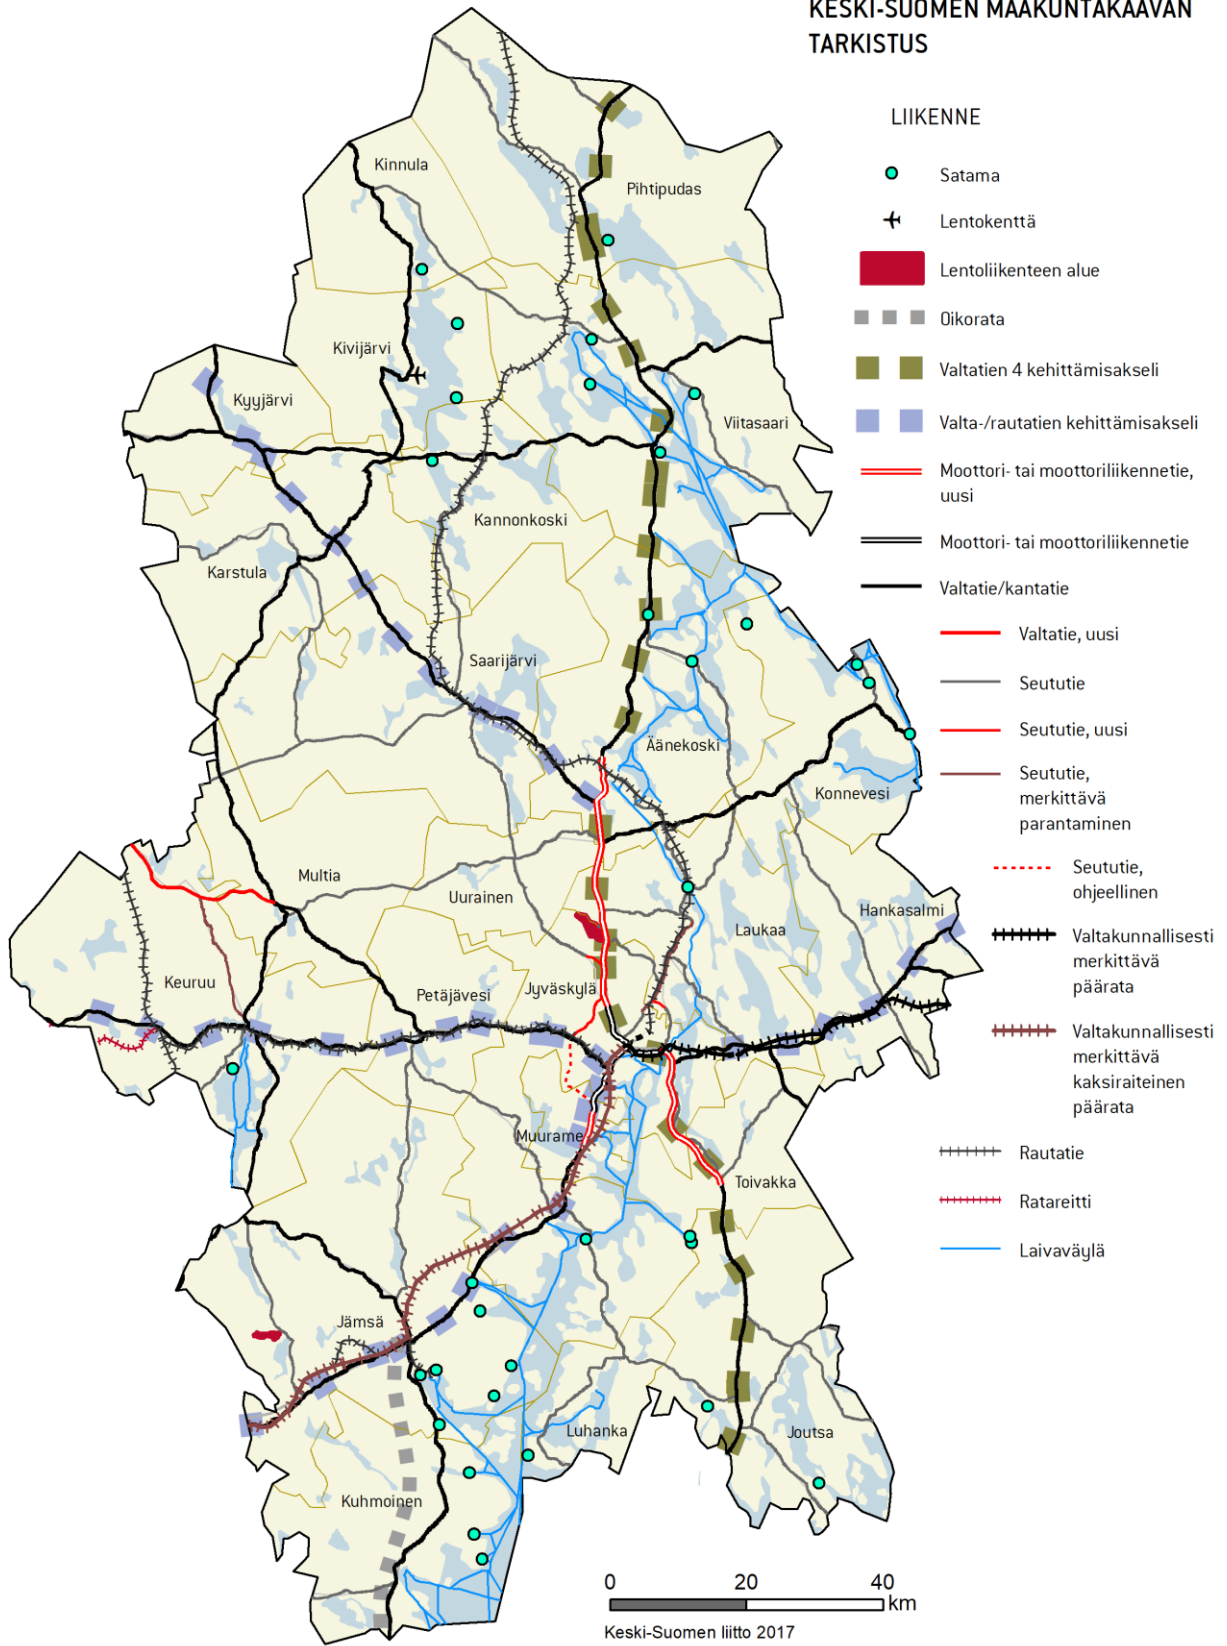 KESKI-SUOMEN MAAKUNTAKAAVAN
TARKISTUS
LIIKENNE
Satama
Lentokenttä
Lentoliikenteen alue
Oikorata
Valtatien 4 kehittämisakseli
Valta-/rautatien kehittämisakseli
Moottori- tai moottoriliikennetie,
uusi
Moottori- tai moottoriliikennetie
Valtatie/kantatie
Valtatie, uusi
Seututie
Seututie, uusi
Seututie,
merkittävä
parantaminen
Seututie,
ohjeellinen
Valtakunnallisesti
merkittävä
päärata
Valtakunnallisesti
merkittävä
kaksiraiteinen
päärata
Rautatie
Ratareitti
Laivaväylä
Kinnula
Pihtipudas
Kivijärvi
Kyyjärvi
Viitasaari
Kannonkoski
Karstula
Saarijärvi
Äänekoski
Konnevesi
Multia
Uurainen
Hankasalmi
Laukaa
Keuruu
Petäjävesi
Jyväskylä
Muurame
Toivakka
Jämsä
Luhanka
Joutsa
Kuhmoinen
0 20 40
km
Keski-Suomen liitto 2017